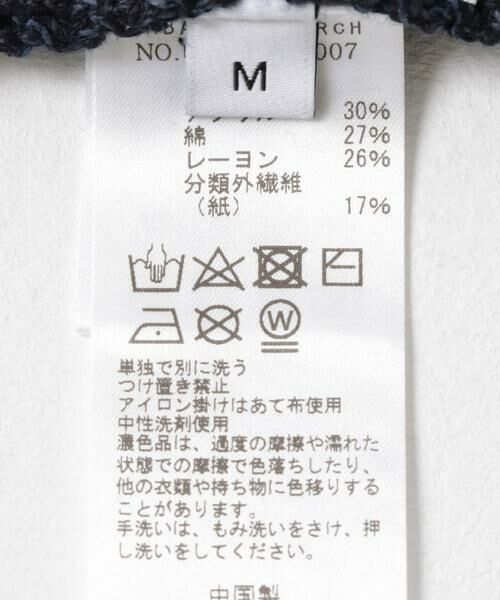 RCH
NO.
007
M
30%
綿 27%
レーヨン 26%
分類外繊維
（紙） 17%
W
単独で別に洗う
つけ置き禁止
アイロン掛けはあて布使用
中性洗剤使用
濃色品は、過度の摩擦や濡れた
状態での摩擦で色落ちしたり、
他の衣類や持ち物に色移りする
ことがあります。
手洗いは、もみ洗いをさけ、押
し洗いをしてください。
中国製